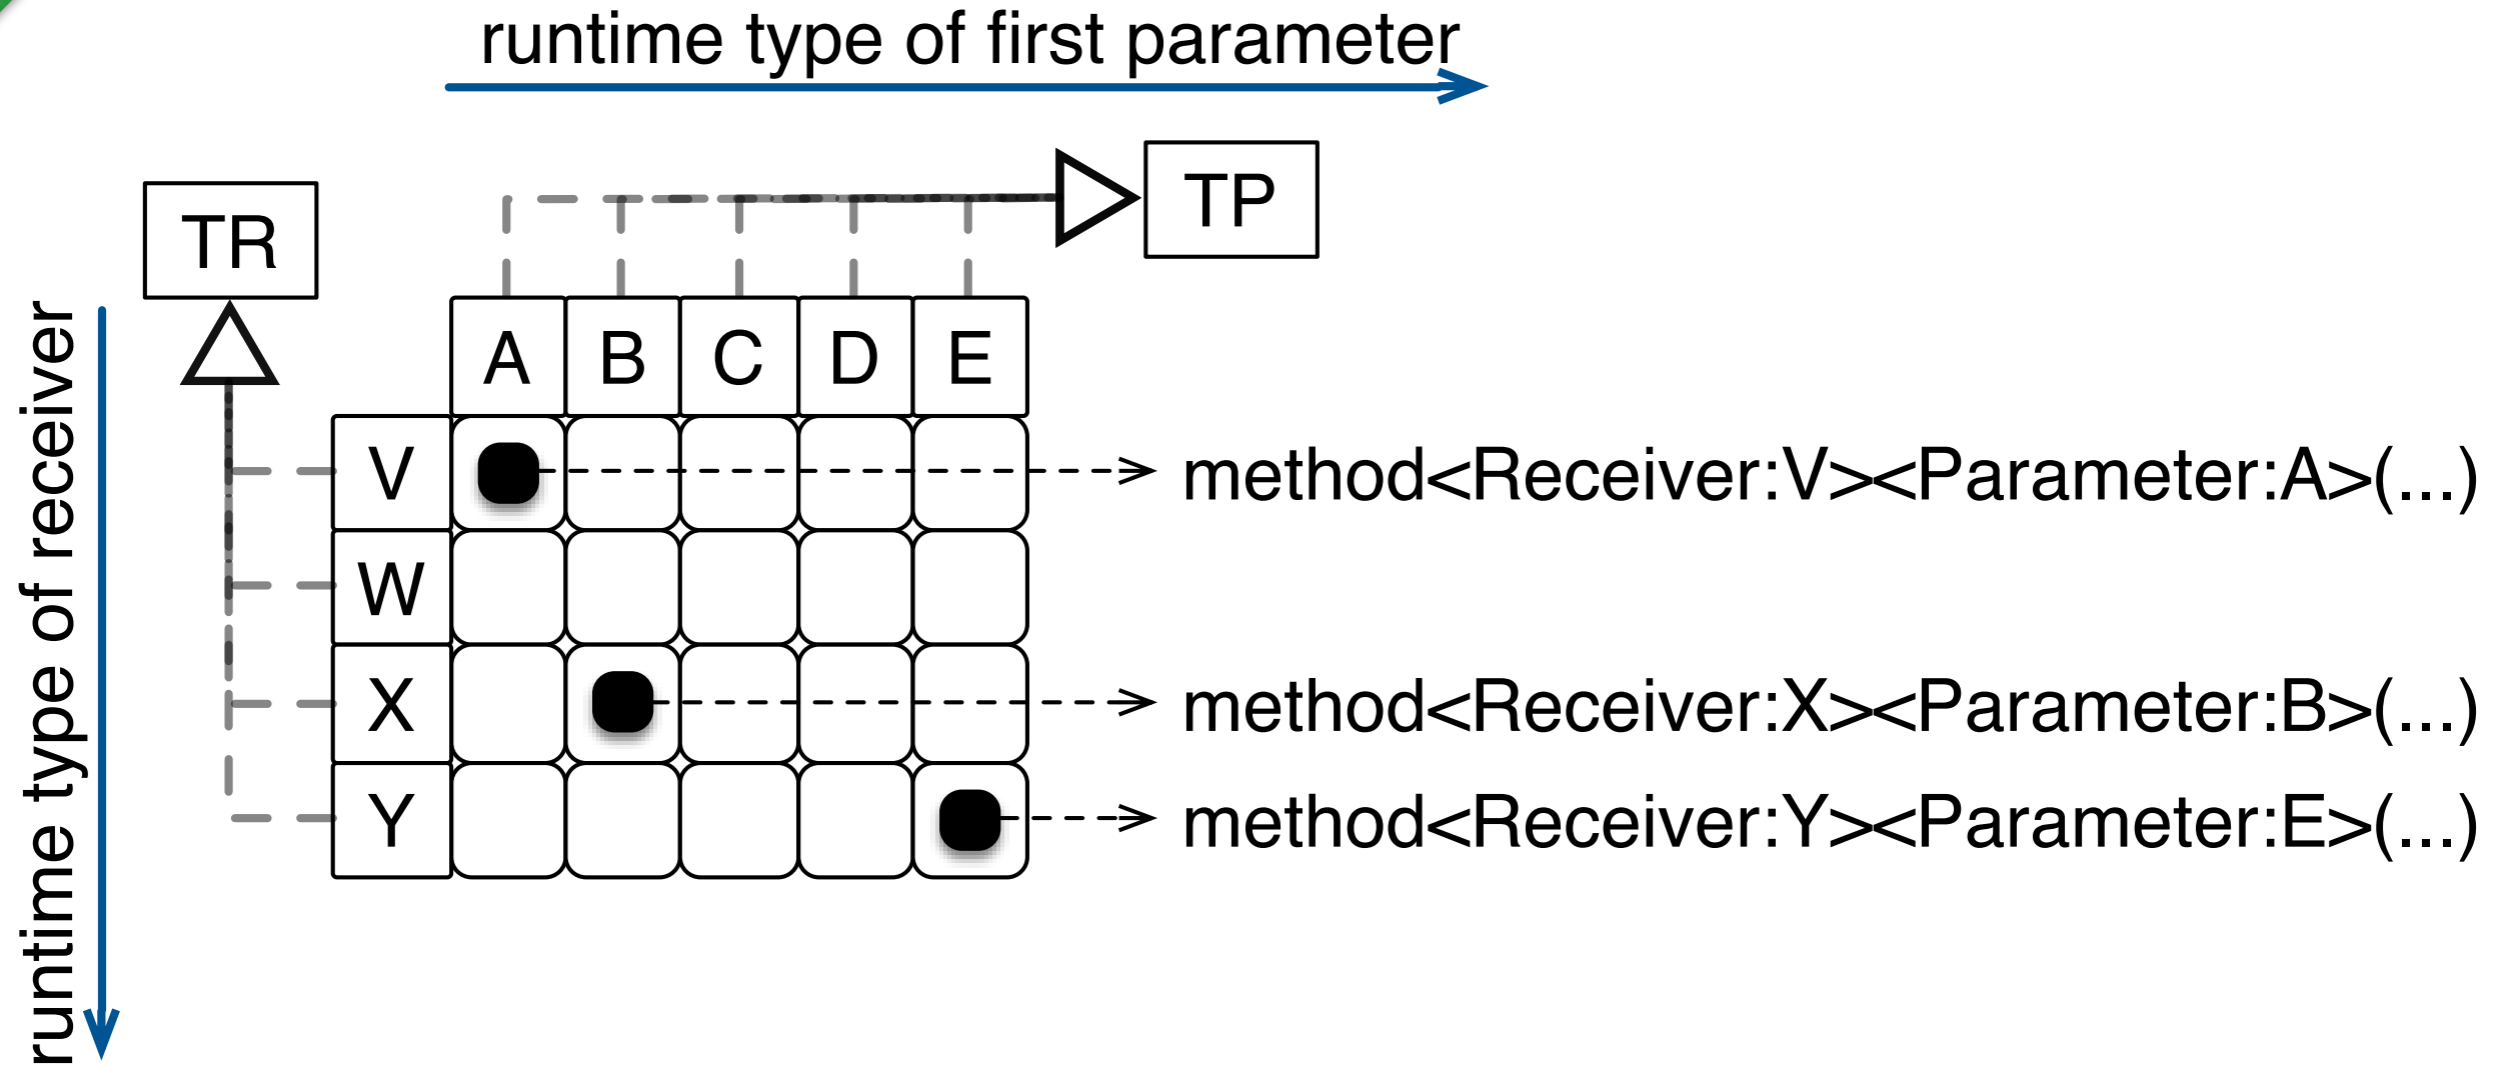 runtime type of first parameter
TP
TR
runtime type of receiver
A B C D E
V method<Receiver:V><Parameter:A>(...)
W
X method<Receiver:X><Parameter:B>(...)
Y method<Receiver:Y><Parameter:E>(...)